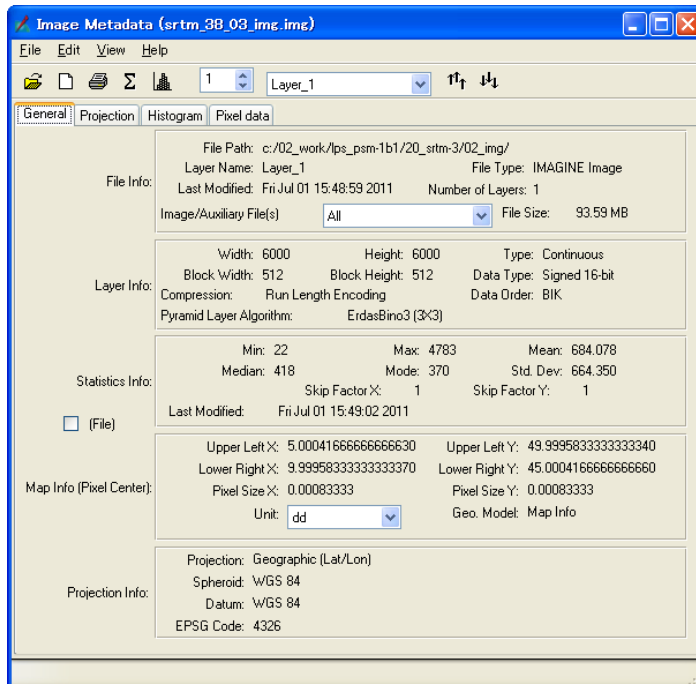 Image Metadata (srtm_38_03_img.img)
File Edit View Help
Σ 1 Layer_1
General Projection Histogram Pixel data
File Info:
File Path: c:/02_work/lps_psm-1b1/20_srtm-3/02_img/
Layer Name: Layer_1 File Type: IMAGINE Image
Last Modified: Fri Jul 01 15:48:59 2011 Number of Layers: 1
Image/Auxiliary File(s) All File Size: 93.59 MB
Layer Info:
Width: 6000 Height: 6000 Type: Continuous
Block Width: 512 Block Height: 512 Data Type: Signed 16-bit
Compression: Run Length Encoding Data Order: BIK
Pyramid Layer Algorithm: ErdasBino3 (3X3)
Statistics Info:
(File)
Min: 22 Max: 4783 Mean: 684.078
Median: 418 Mode: 370 Std. Dev: 664.350
Skip Factor X: 1 Skip Factor Y: 1
Last Modified: Fri Jul 01 15:49:02 2011
Map Info (Pixel Center):
Upper Left X: 5.00041666666666630 Upper Left Y: 49.9995833333333340
Lower Right X: 9.99958333333333370 Lower Right Y: 45.0004166666666660
Pixel Size X: 0.00083333 Pixel Size Y: 0.00083333
Unit: dd Geo. Model: Map Info
Projection Info:
Projection: Geographic (Lat/Lon)
Spheroid: WGS 84
Datum: WGS 84
EPSG Code: 4326